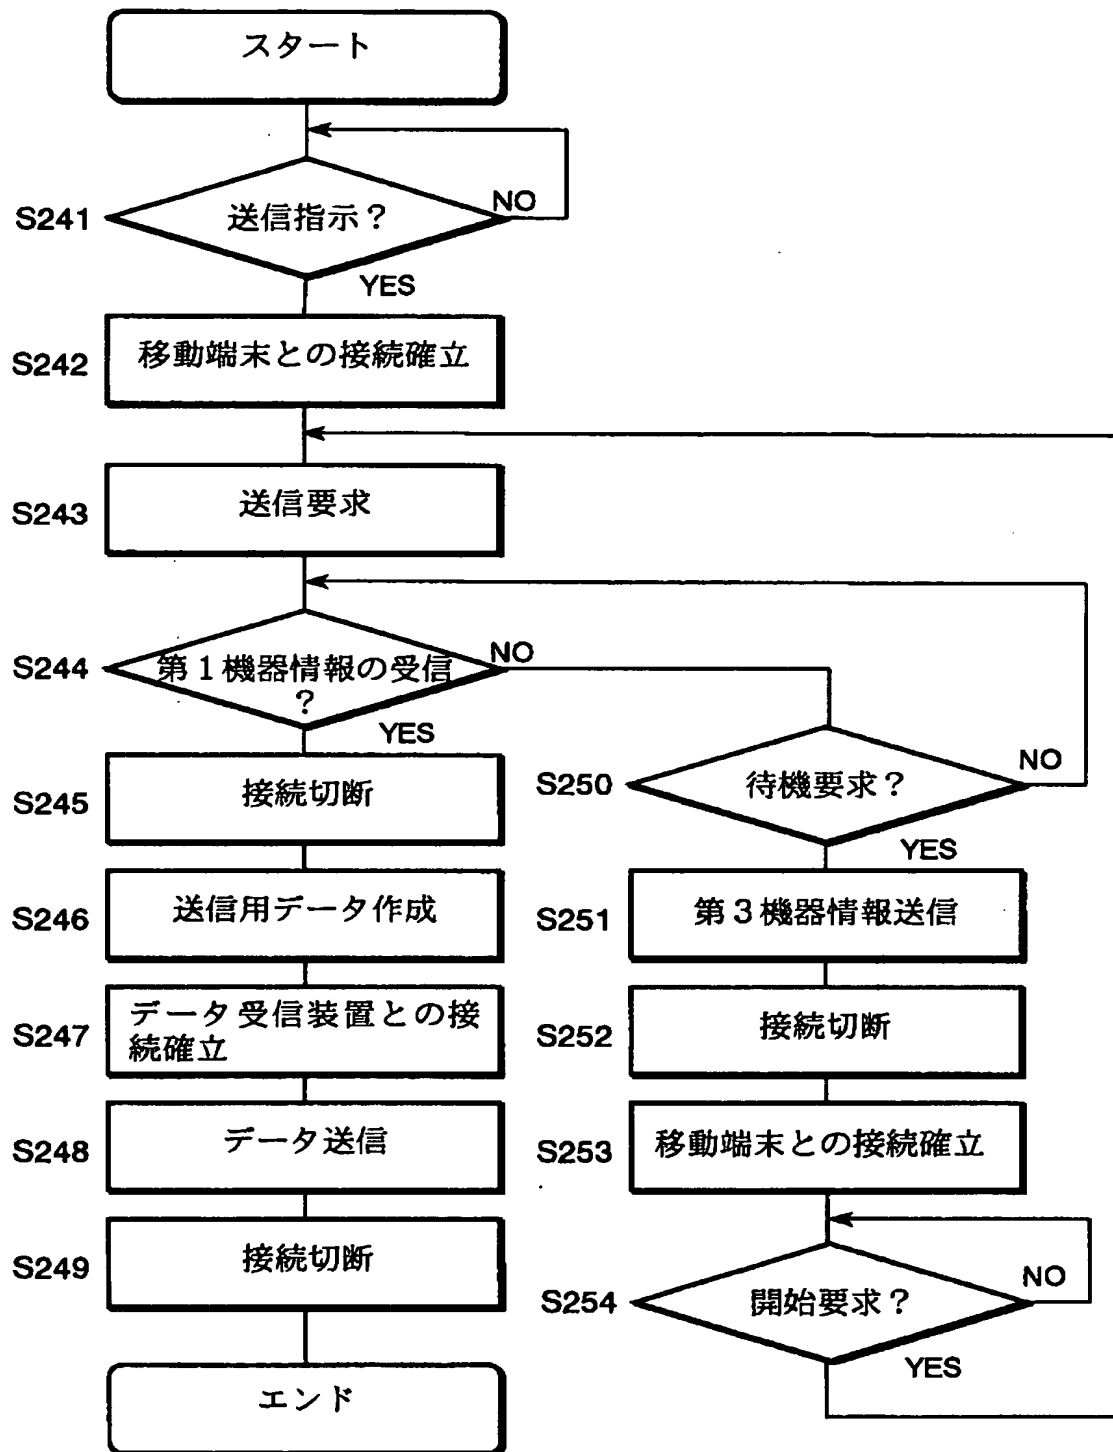 スタート
S241
送信指示？
NO
YES
S242
移動端末との接続確立
S243
送信要求
S244
第１機器情報の受信
？
NO
YES
S245
接続切断
S246
送信用データ作成
S247
データ受信装置との接
続確立
S248
データ送信
S249
接続切断
エンド
S250
待機要求？
NO
YES
S251
第３機器情報送信
S252
接続切断
S253
移動端末との接続確立
S254
開始要求？
NO
YES